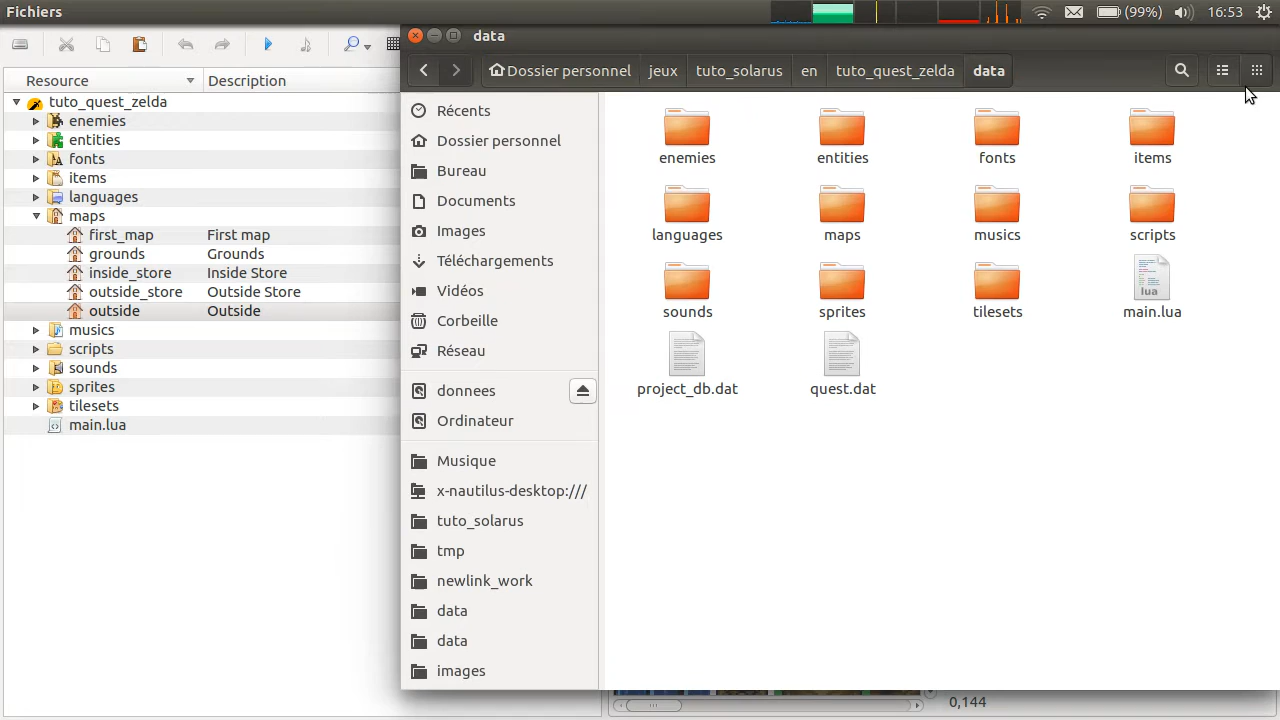 Fichiers
(99%)
16:53
data
Dossier personnel
jeux
tuto_solarus
en
tuto_quest_zelda
data
Resource
Description
tuto_quest_zelda
enemies
entities
fonts
items
languages
maps
first_map First map
grounds Grounds
inside_store Inside Store
outside_store Outside Store
outside Outside
musics
scripts
sounds
sprites
tilesets
main.lua
Récents
Dossier personnel
Bureau
Documents
Images
Téléchargements
Vidéos
Corbeille
Réseau
donnees
Ordinateur
Musique
x-nautilus-desktop:///
tuto_solarus
tmp
newlink_work
data
data
images
enemies entities fonts items
languages maps musics scripts
lua
sounds sprites tilesets main.lua
project_db.dat quest.dat
0,144